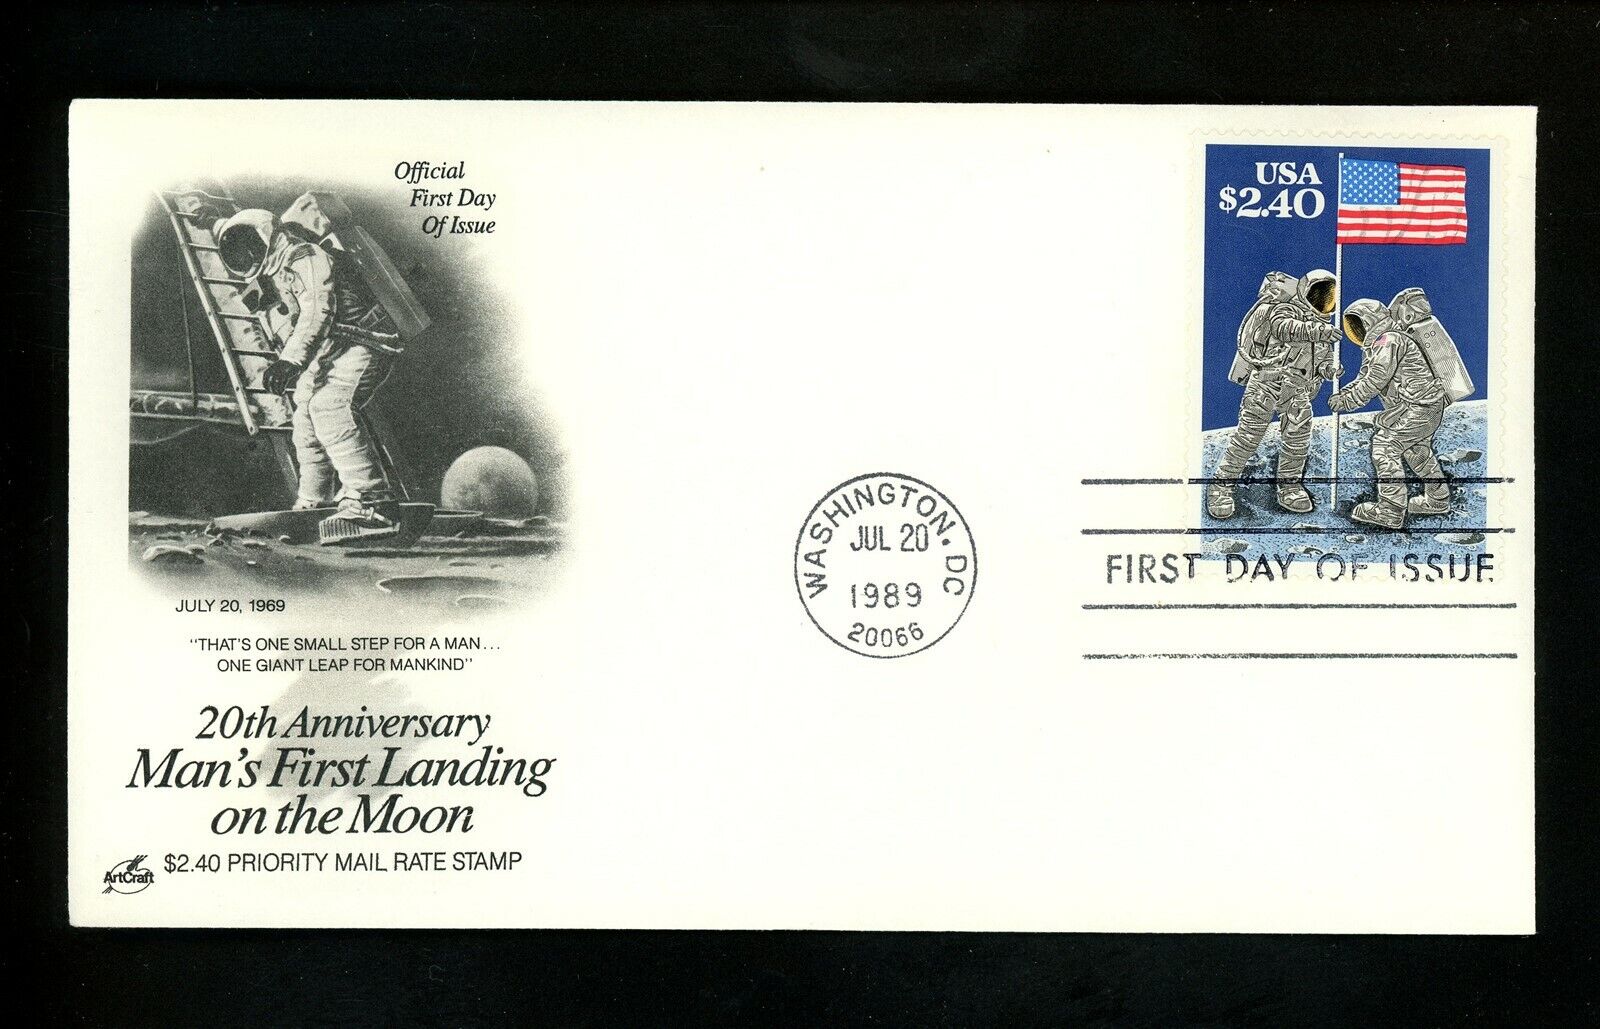 Official
First Day
Of Issue
JULY 20, 1969
"THAT'S ONE SMALL STEP FOR A MAN...
ONE GIANT LEAP FOR MANKIND"
20th Anniversary
Man's First Landing
on the Moon
ArtCraft
$2.40 PRIORITY MAIL RATE STAMP
WASHINGTON, DC
JUL 20
1989
20066
USA
$2.40
FIRST DAY OF ISSUE